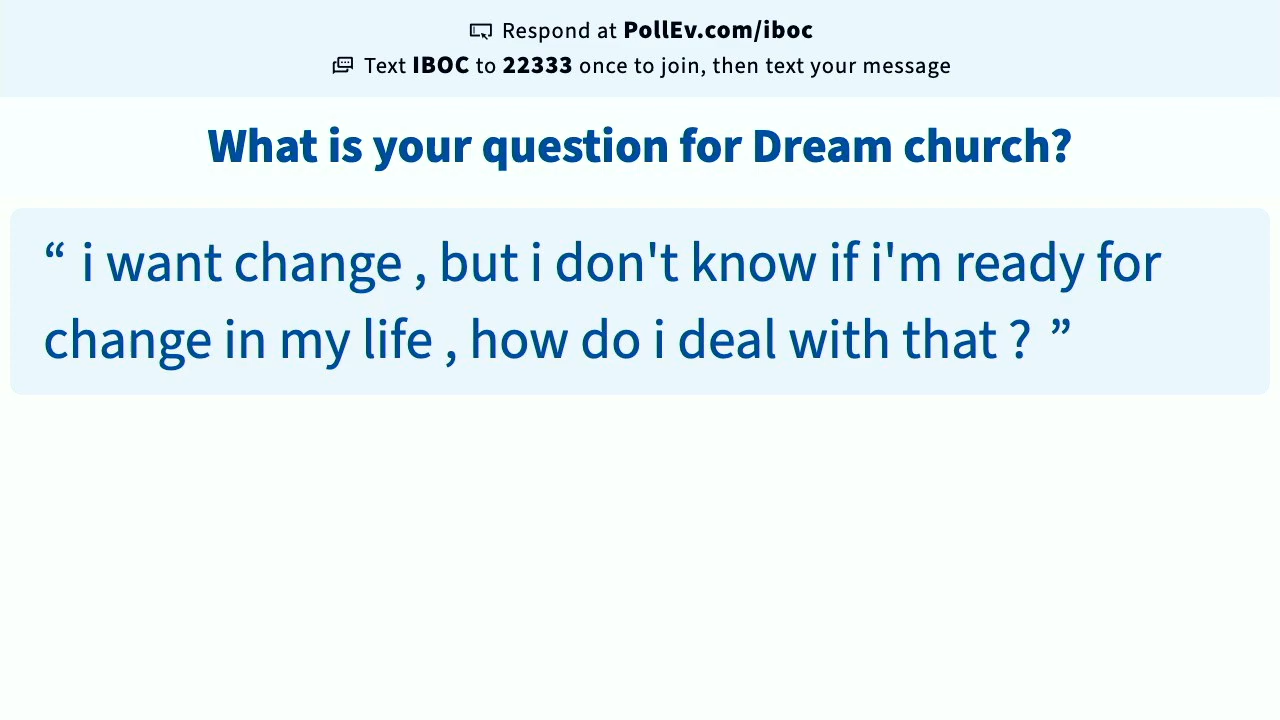 Respond at PollEv.com/iboc
Text IBOC to 22333 once to join, then text your message
What is your question for Dream church?
“ i want change , but i don't know if i'm ready for
change in my life , how do i deal with that ? ”